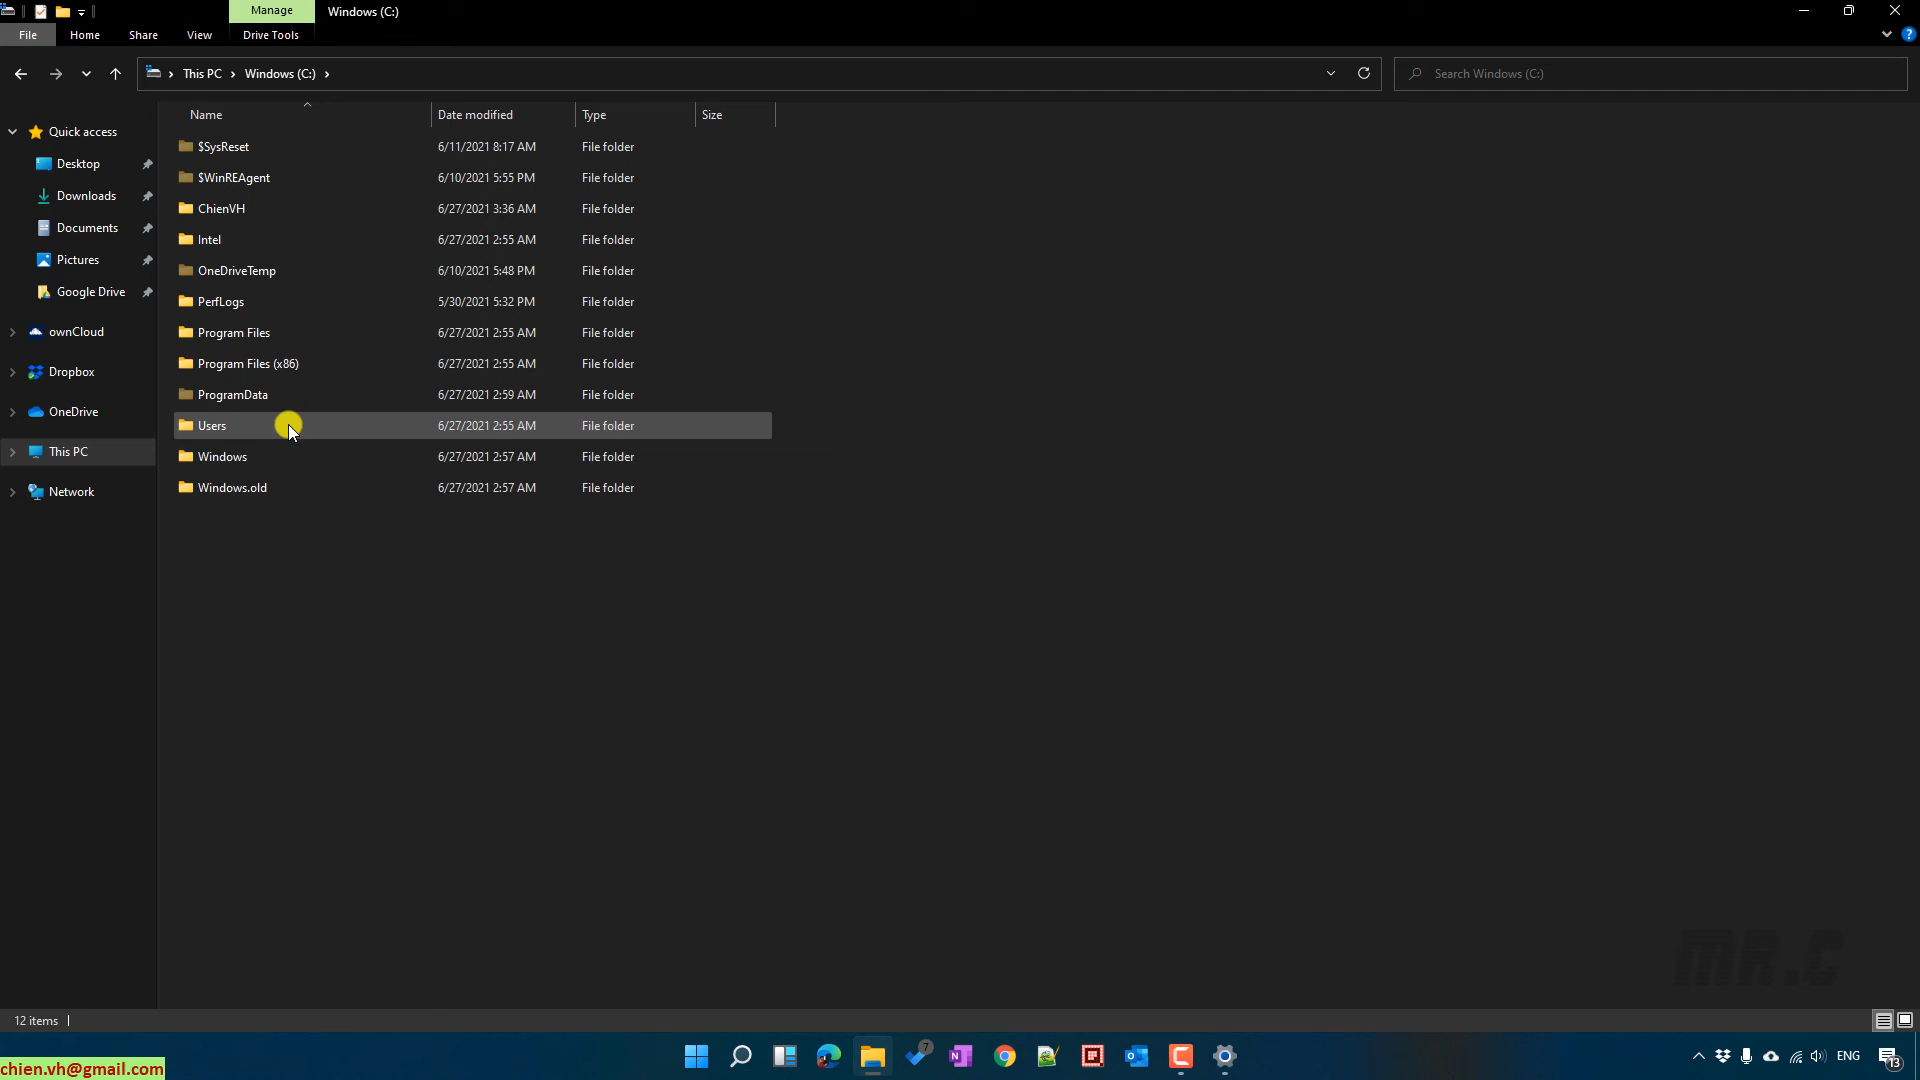 Manage
Windows (C:)
File
Home
Share
View
Drive Tools
This PC
Windows (C:)
Search Windows (C:)
Name
Date modified
Type
Size
Quick access
Desktop
Downloads
Documents
Pictures
Google Drive
ownCloud
Dropbox
OneDrive
This PC
Network
$SysReset 6/11/2021 8:17 AM File folder
$WinREAgent 6/10/2021 5:55 PM File folder
ChienVH 6/27/2021 3:36 AM File folder
Intel 6/27/2021 2:55 AM File folder
OneDriveTemp 6/10/2021 5:48 PM File folder
PerfLogs 5/30/2021 5:32 PM File folder
Program Files 6/27/2021 2:55 AM File folder
Program Files (x86) 6/27/2021 2:55 AM File folder
ProgramData 6/27/2021 2:59 AM File folder
Users 6/27/2021 2:55 AM File folder
Windows 6/27/2021 2:57 AM File folder
Windows.old 6/27/2021 2:57 AM File folder
MR.C
12 items
7
ENG
13
chien.vh@gmail.com